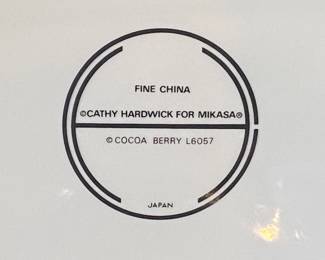 FINE CHINA
©CATHY HARDWICK FOR MIKASA®
© COCOA BERRY L6057
JAPAN